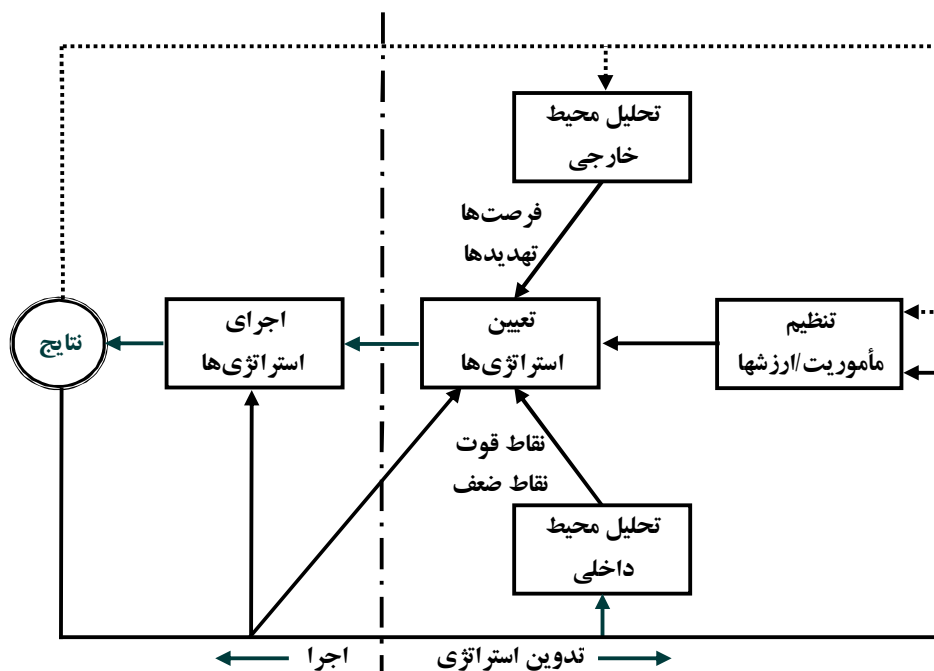 تحلیل محیط
خارجی
فرصت‌ها
تهدیدها
تنظیم
مأموریت/ارزشها
تعیین
استراتژی‌ها
اجرای
استراتژی‌ها
نتایج
نقاط قوت
نقاط ضعف
تحلیل محیط
داخلی
تدوین استراتژی
اجرا